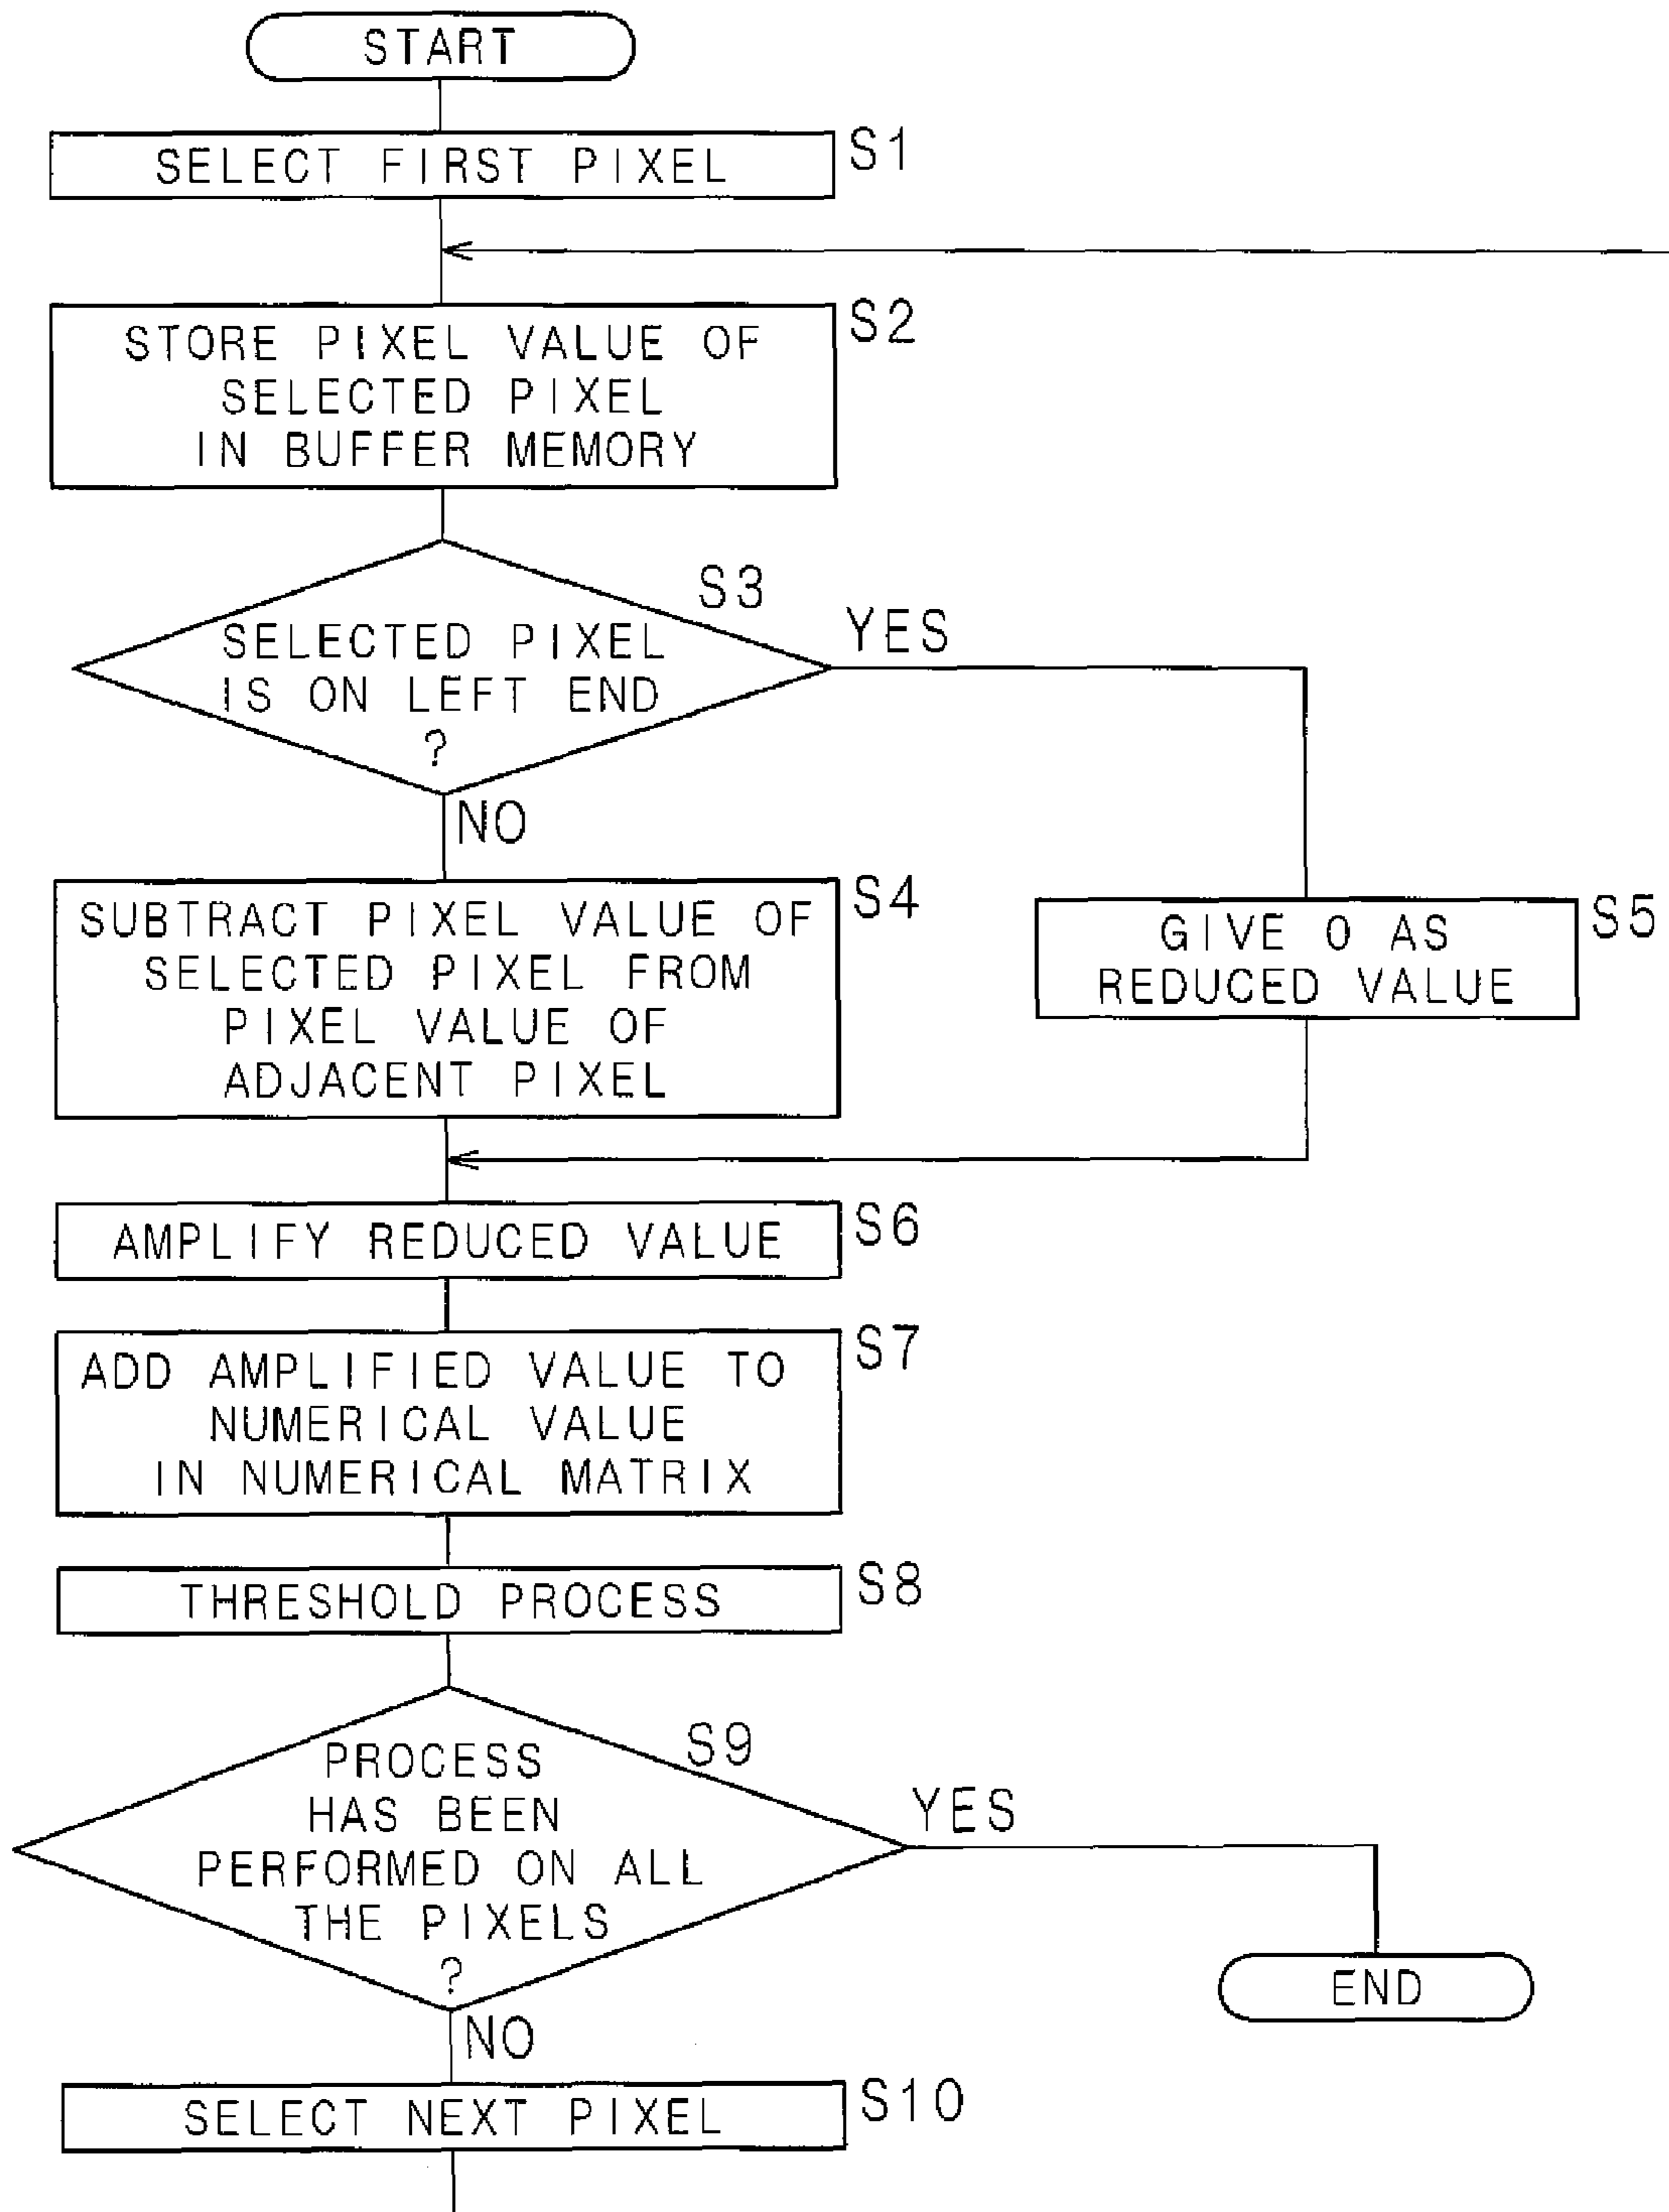 START
SELECT FIRST PIXEL
S1
STORE PIXEL VALUE OF
SELECTED PIXEL
IN BUFFER MEMORY
S2
S3
SELECTED PIXEL
IS ON LEFT END
?
YES
NO
SUBTRACT PIXEL VALUE OF
SELECTED PIXEL FROM
PIXEL VALUE OF
ADJACENT PIXEL
S4
GIVE 0 AS
REDUCED VALUE
S5
AMPLIFY REDUCED VALUE
S6
ADD AMPLIFIED VALUE TO
NUMERICAL VALUE
IN NUMERICAL MATRIX
S7
THRESHOLD PROCESS
S8
S9
PROCESS
HAS BEEN
PERFORMED ON ALL
THE PIXELS
?
YES
END
NO
SELECT NEXT PIXEL
S10